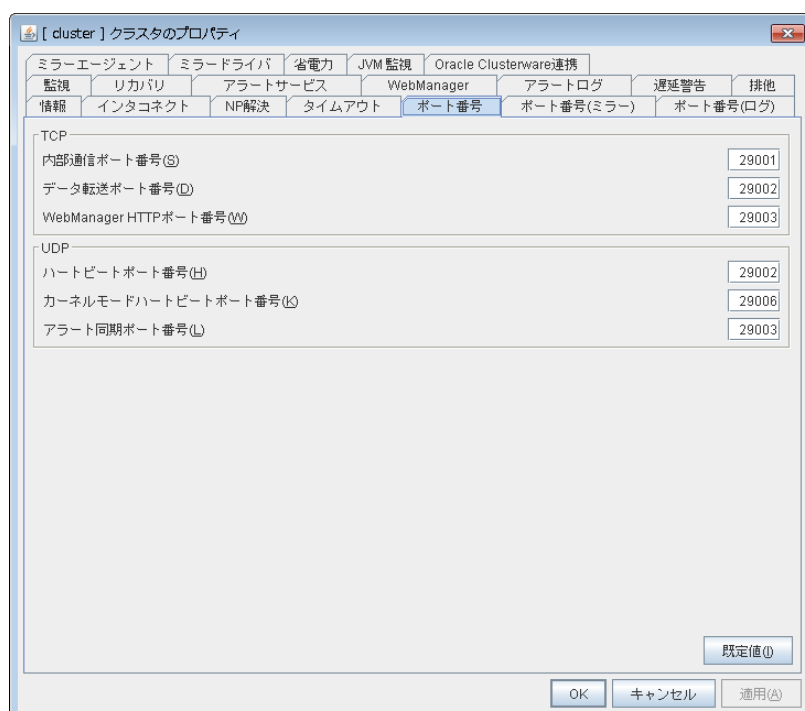 [ cluster ] クラスタのプロパティ
ミラーエージェント ミラードライバ 省電力 JVM 監視 Oracle Clusterware連携
監視 リカバリ アラートサービス WebManager アラートログ 遅延警告 排他
情報 インタコネクト NP解決 タイムアウト ポート番号 ポート番号(ミラー) ポート番号(ログ)
TCP
内部通信ポート番号(S) 29001
データ転送ポート番号(D) 29002
WebManager HTTPポート番号(W) 29003
UDP
ハートビートポート番号(H) 29002
カーネルモードハートビートポート番号(K) 29006
アラート同期ポート番号(L) 29003
既定値(I)
OK キャンセル 適用(A)